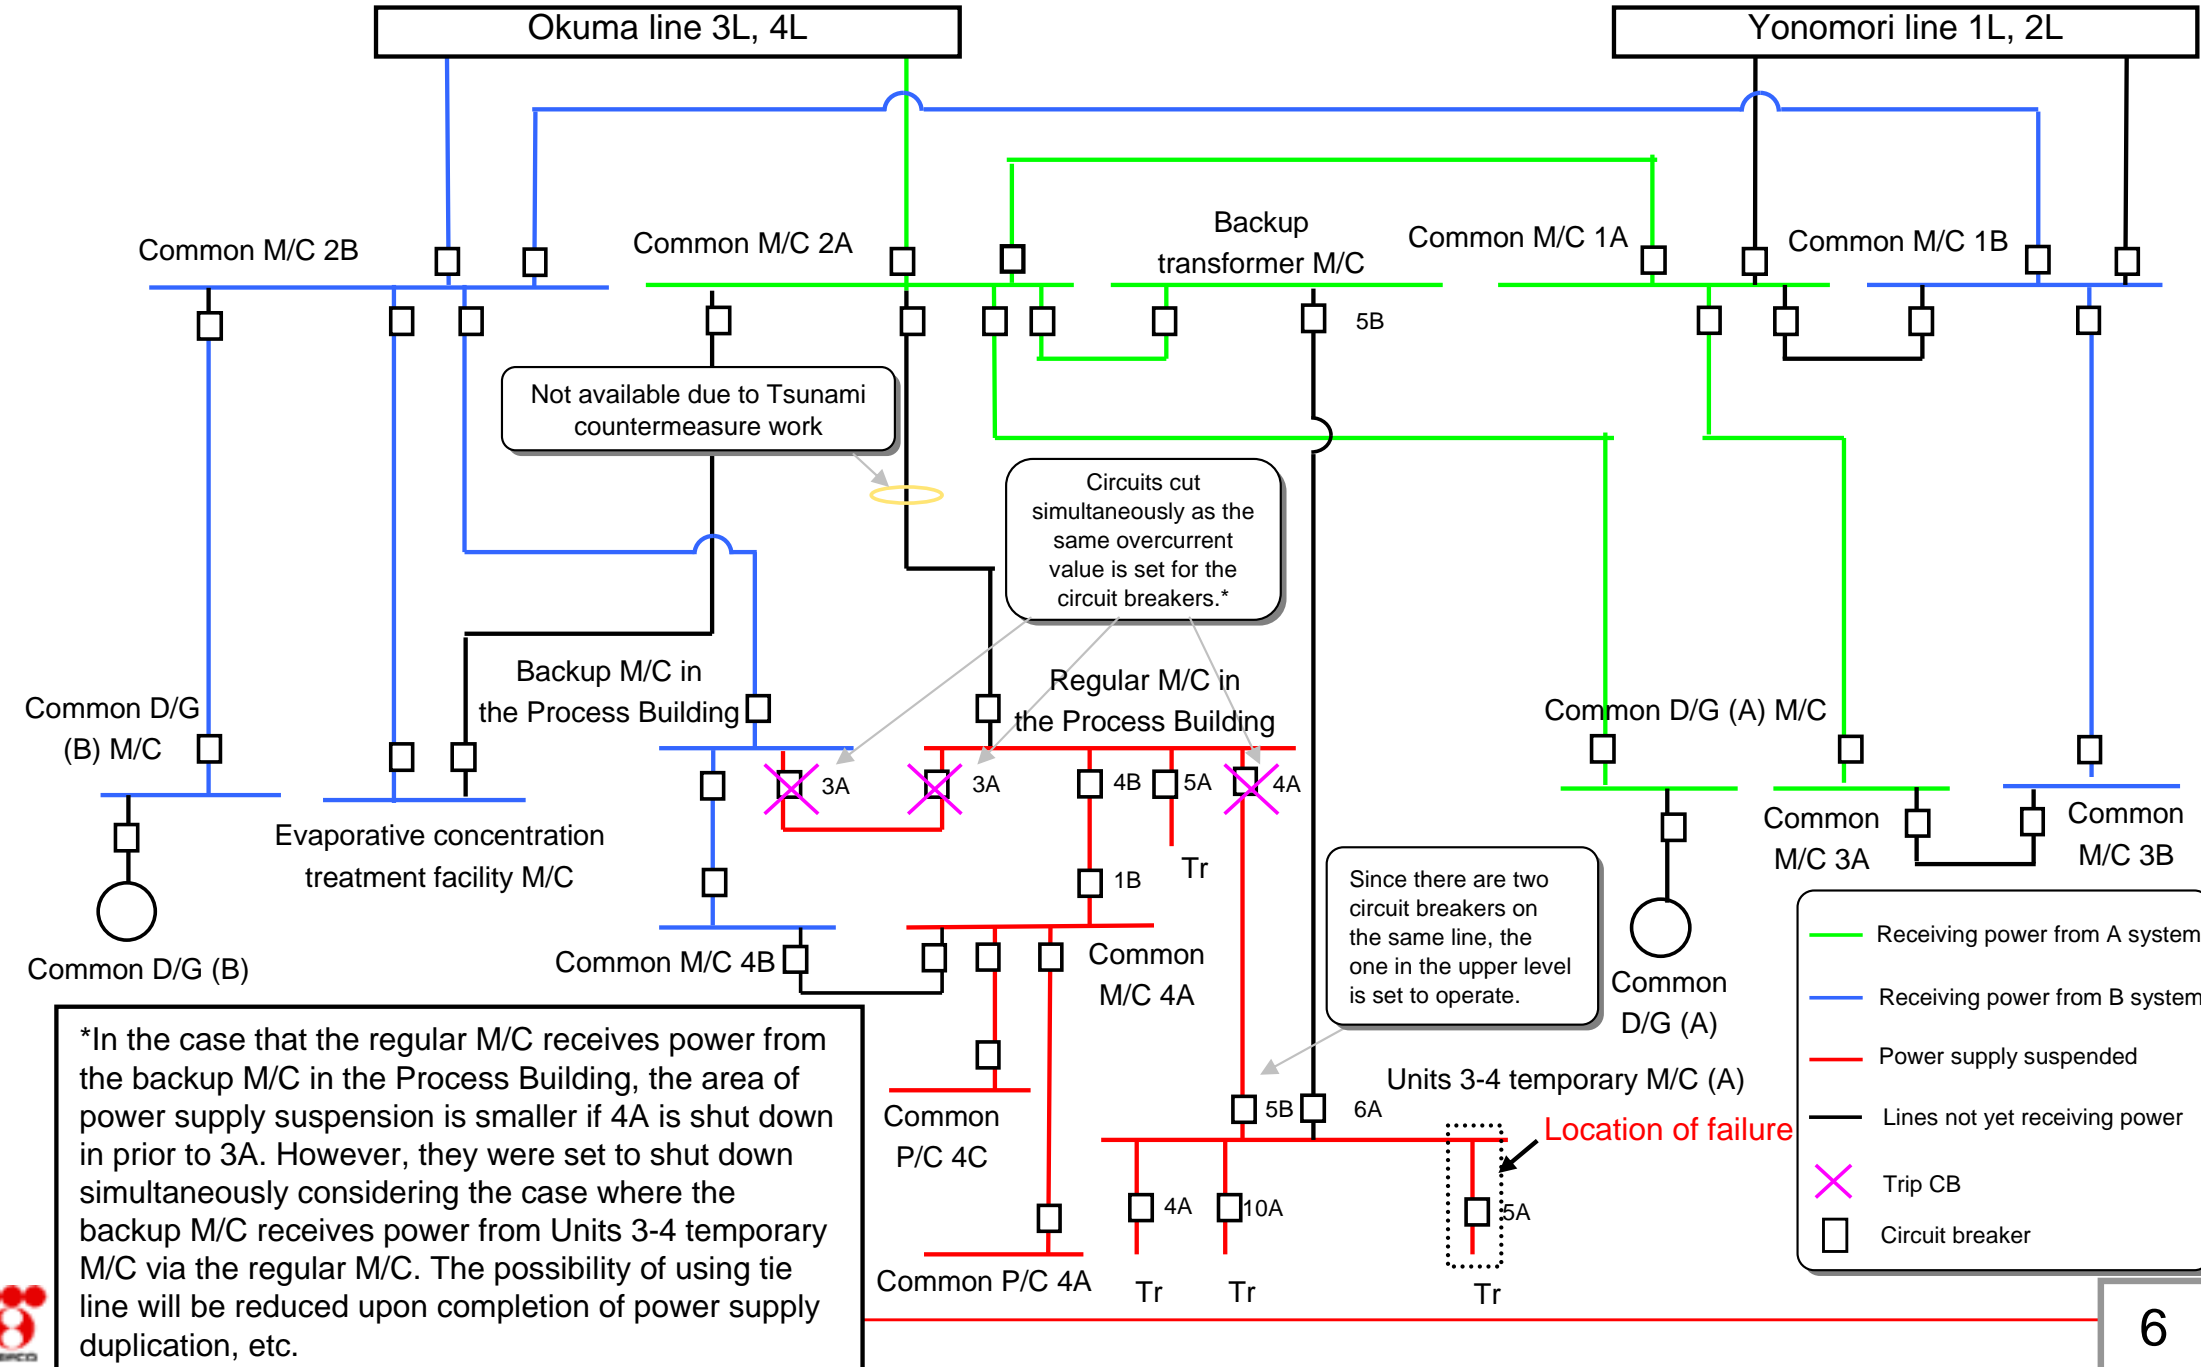 Okuma line 3L, 4L
Yonomori line 1L, 2L
Common M/C 2B
Common M/C 2A
Backup
transformer M/C
Common M/C 1A
Common M/C 1B
5B
Not available due to Tsunami
countermeasure work
Circuits cut
simultaneously as the
same overcurrent
value is set for the
circuit breakers.*
Backup M/C in
the Process Building
Regular M/C in
the Process Building
Common D/G
(B) M/C
Common D/G (A) M/C
3A
3A
4B
5A
4A
Evaporative concentration
treatment facility M/C
Tr
1B
Common
M/C 3A
Common
M/C 3B
Since there are two
circuit breakers on
the same line, the
one in the upper level
is set to operate.
Common D/G (B)
Common M/C 4B
Common
M/C 4A
Common
D/G (A)
Receiving power from A system
Receiving power from B system
Power supply suspended
Lines not yet receiving power
Trip CB
Circuit breaker
*In the case that the regular M/C receives power from
the backup M/C in the Process Building, the area of
power supply suspension is smaller if 4A is shut down
in prior to 3A. However, they were set to shut down
simultaneously considering the case where the
backup M/C receives power from Units 3-4 temporary
M/C via the regular M/C. The possibility of using tie
line will be reduced upon completion of power supply
duplication, etc.
Common
P/C 4C
Common P/C 4A
5B
6A
Units 3-4 temporary M/C (A)
Location of failure
4A
10A
5A
Tr
Tr
Tr
6